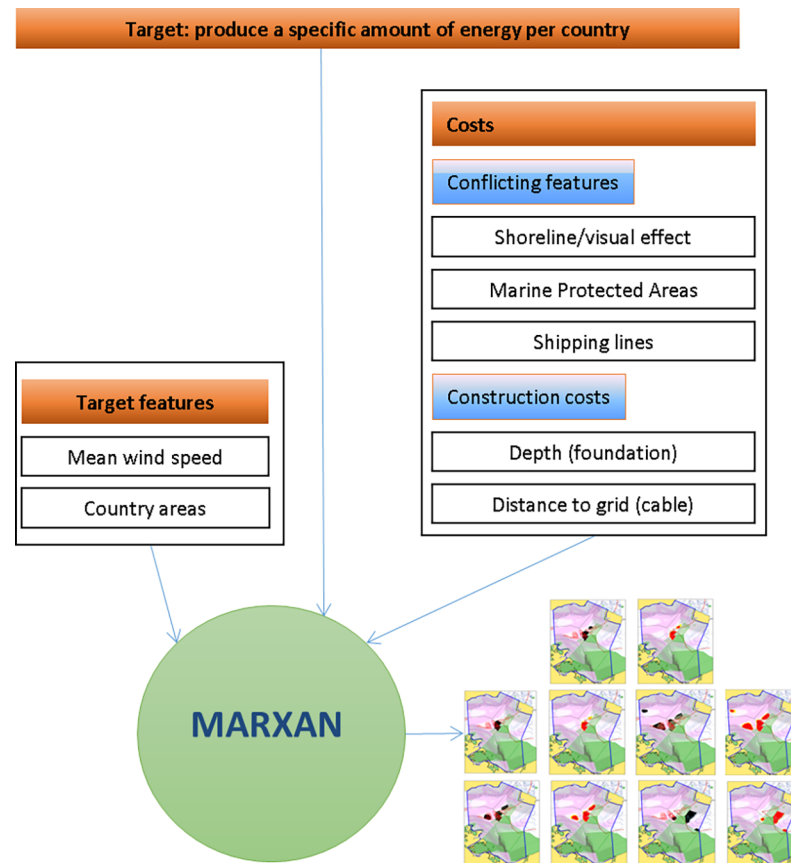 Target: produce a specific amount of energy per country
Costs
Conflicting features
Shoreline/visual effect
Marine Protected Areas
Shipping lines
Construction costs
Depth (foundation)
Distance to grid (cable)
Target features
Mean wind speed
Country areas
MARXAN